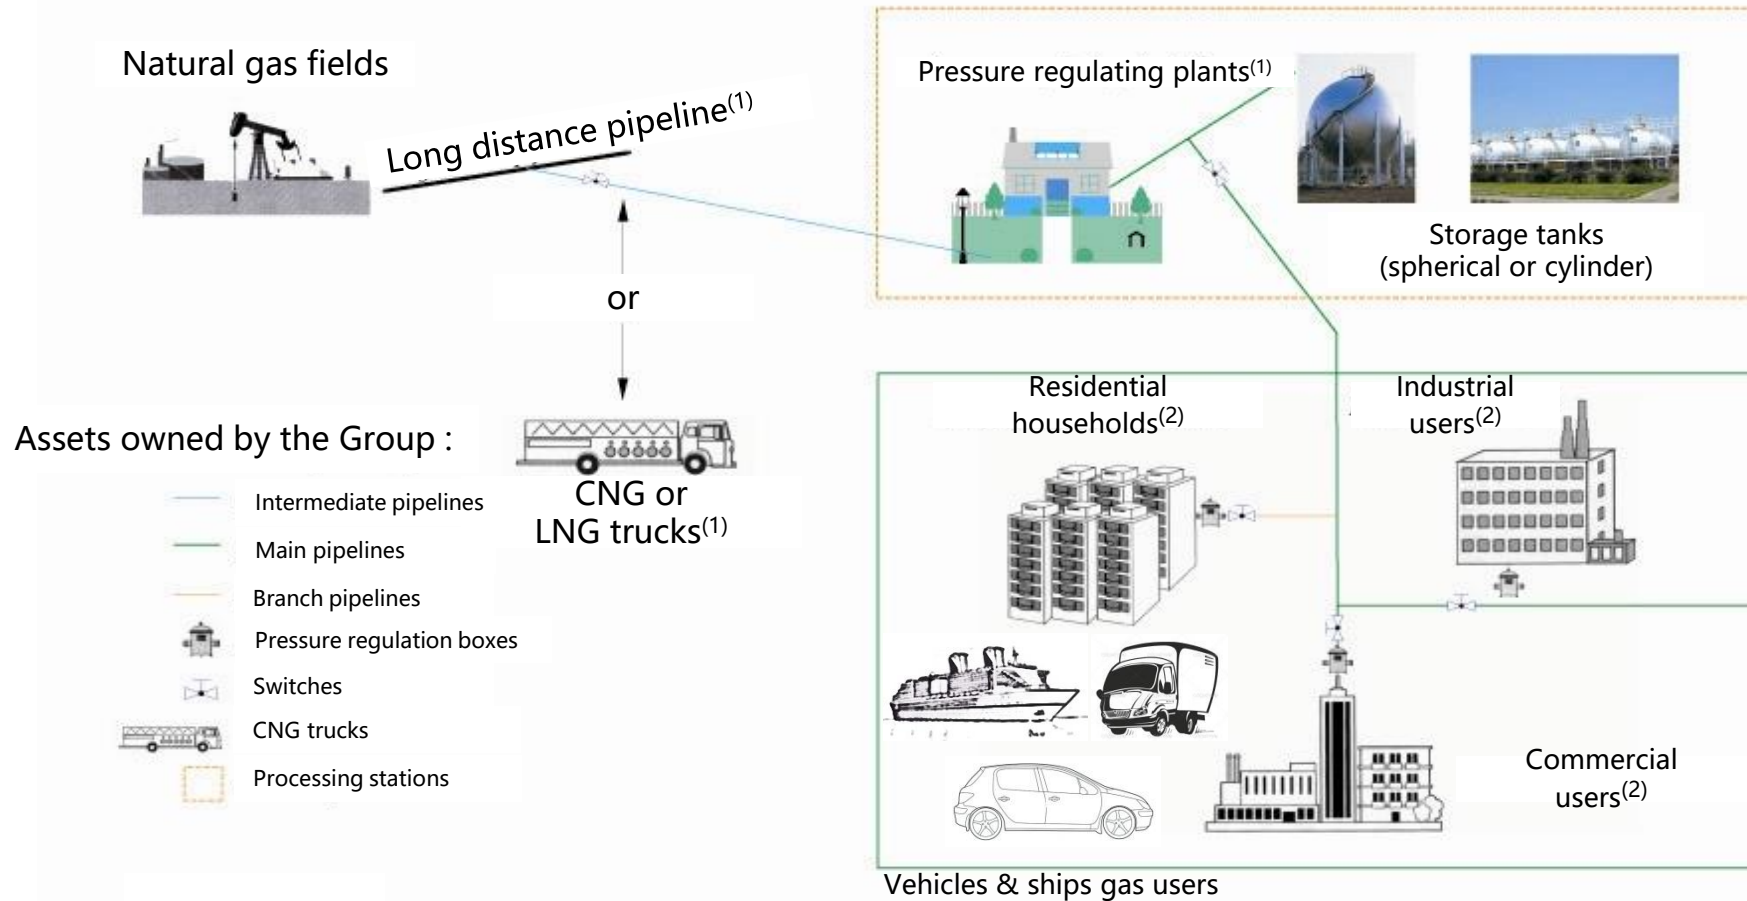 Natural gas fields
Long distance pipeline(1)
Pressure regulating plants(1)
Storage tanks
(spherical or cylinder)
or
CNG or
LNG trucks(1)
Assets owned by the Group :
Intermediate pipelines
Main pipelines
Branch pipelines
Pressure regulation boxes
Switches
CNG trucks
Processing stations
Residential
households(2)
Industrial
users(2)
Commercial
users(2)
Vehicles & ships gas users